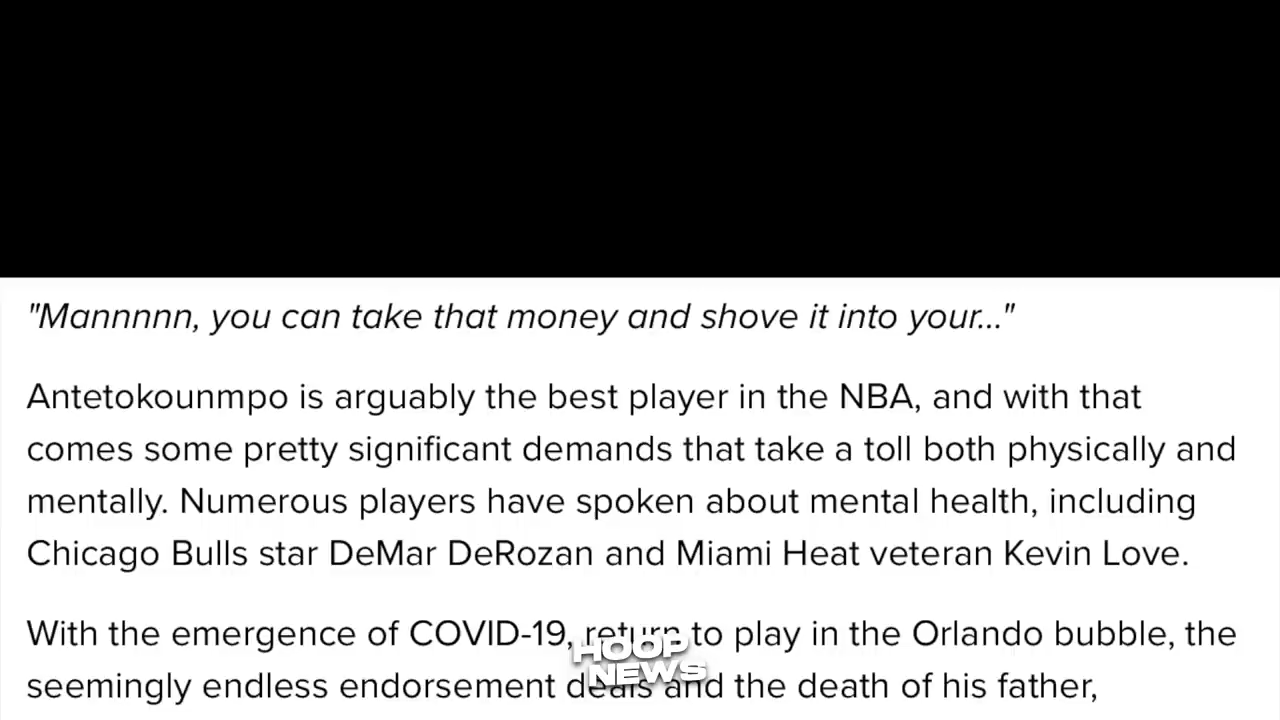 "Mannnnn, you can take that money and shove it into your..."
Antetokounmpo is arguably the best player in the NBA, and with that
comes some pretty significant demands that take a toll both physically and
mentally. Numerous players have spoken about mental health, including
Chicago Bulls star DeMar DeRozan and Miami Heat veteran Kevin Love.
With the emergence of COVID-19, return to play in the Orlando bubble, the
seemingly endless endorsement deals and the death of his father,
HOOP
NEWS